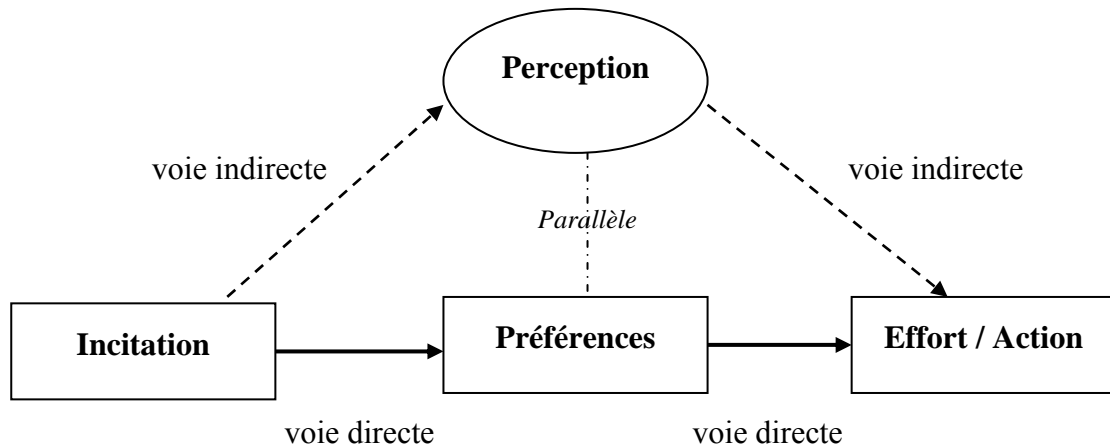 Perception
voie indirecte
voie indirecte
Parallèle
Incitation
Préférences
Effort / Action
voie directe
voie directe